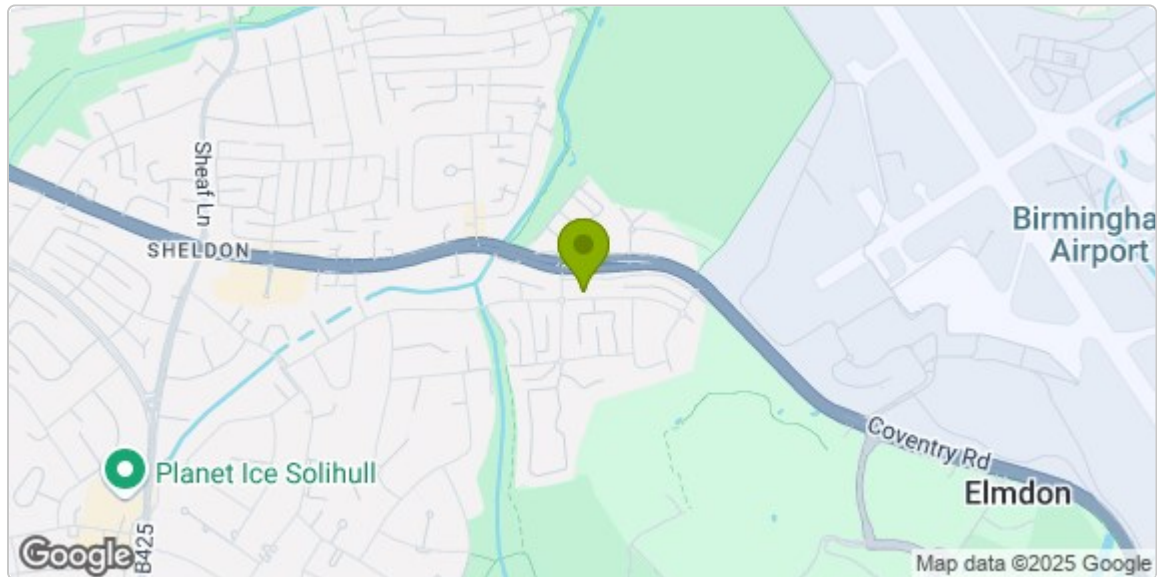 Sheaf Ln
SHELDON
Birmingha
Airport
Planet Ice Solihull
Coventry Rd
Elmdon
B425
Google
Map data ©2025 Google